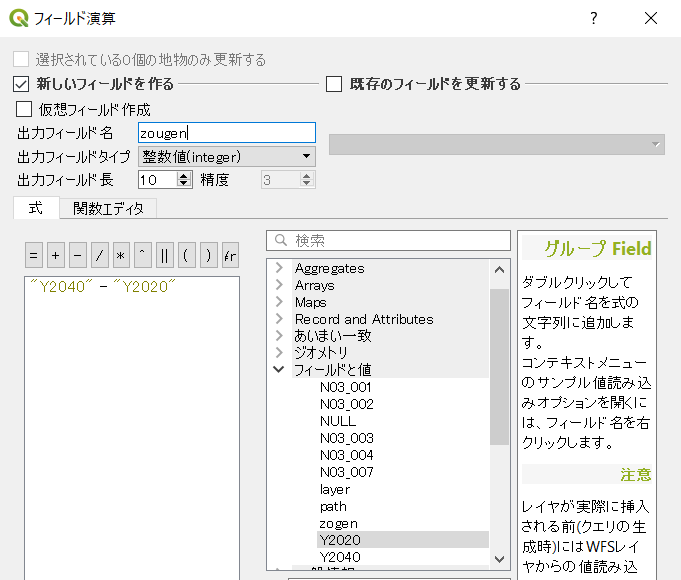 フィールド演算
選択されている0個の地物のみ更新する
新しいフィールドを作る
既存のフィールドを更新する
仮想フィールド作成
出力フィールド名 zougen
出力フィールドタイプ 整数値(integer)
出力フィールド長 10 精度 3
式 関数エディタ
= + - / * ^ || ( )
"Y2040" - "Y2020"
検索
Aggregates
Arrays
Maps
Record and Attributes
あいまい一致
ジオメトリ
フィールドと値
N03_001
N03_002
NULL
N03_003
N03_004
N03_007
layer
path
zogen
Y2020
Y2040
グループ Field
ダブルクリックして
フィールド名を式の
文字列に追加しま
す。
コンテキストメニュー
のサンプル値読み込
みオプションを開くに
は、フィールド名を右
クリックします。
注意
レイヤが実際に挿入
される前(クエリの生
成時)にはWFSレイ
ヤからの値読み込